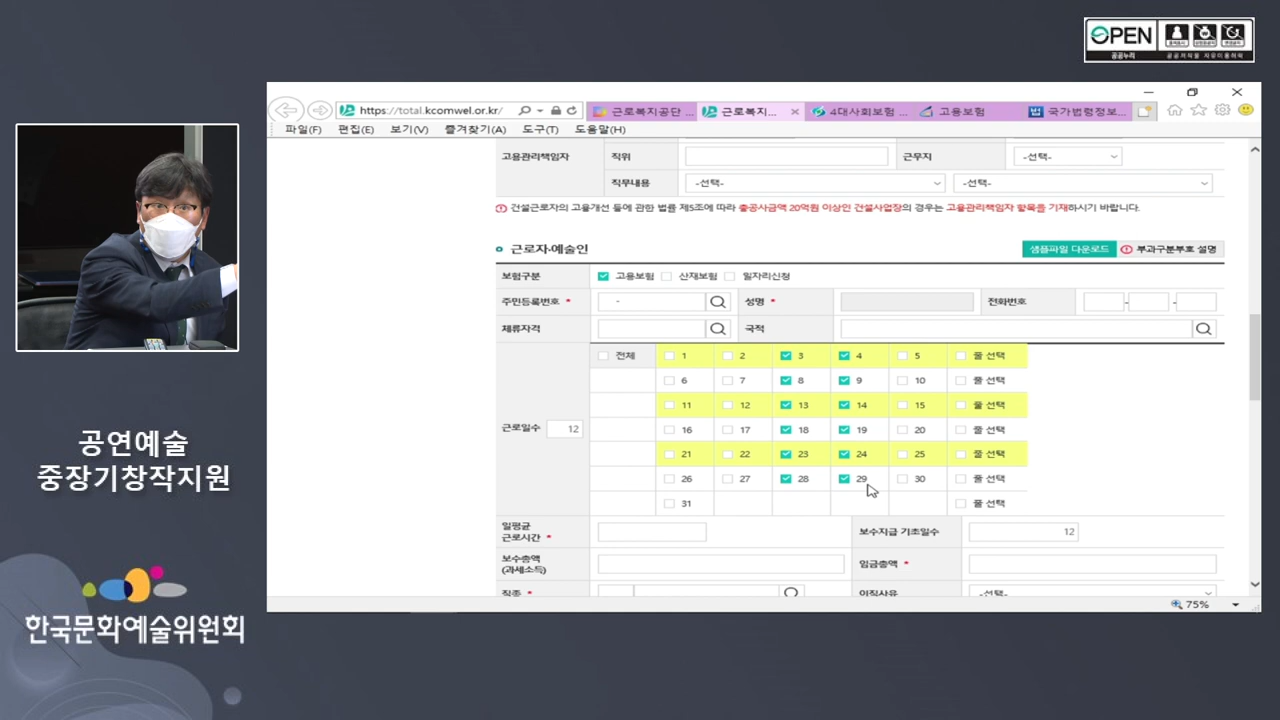 OPEN
공공누리 공공저작물 자유이용허락
https://total.kcomwel.or.kr/ 근로복지공단 ... 근로복지... 4대사회보험 ... 고용보험 국가법령정보...
파일(F) 편집(E) 보기(V) 즐겨찾기(A) 도구(T) 도움말(H)
고용관리책임자 직위 근무지 -선택-
직무내용 -선택- -선택-
건설근로자의 고용개선 등에 관한 법률 제5조에 따라 총공사금액 20억원 이상인 건설사업장의 경우는 고용관리책임자 항목을 기재하시기 바랍니다.
근로자·예술인 샘플파일 다운로드 부과구분부호 설명
보험구분 고용보험 산재보험 일자리신청
주민등록번호 * - 성명 * 전화번호 - -
체류자격 국적
전체 1 2 3 4 5 줄 선택
6 7 8 9 10 줄 선택
11 12 13 14 15 줄 선택
근로일수 12 16 17 18 19 20 줄 선택
21 22 23 24 25 줄 선택
26 27 28 29 30 줄 선택
31 줄 선택
일평균
근로시간 * 보수지급 기초일수 12
보수총액
(과세소득) 임금총액 *
직종 * 이직사유 -선택-
75%
공연예술
중장기창작지원
한국문화예술위원회